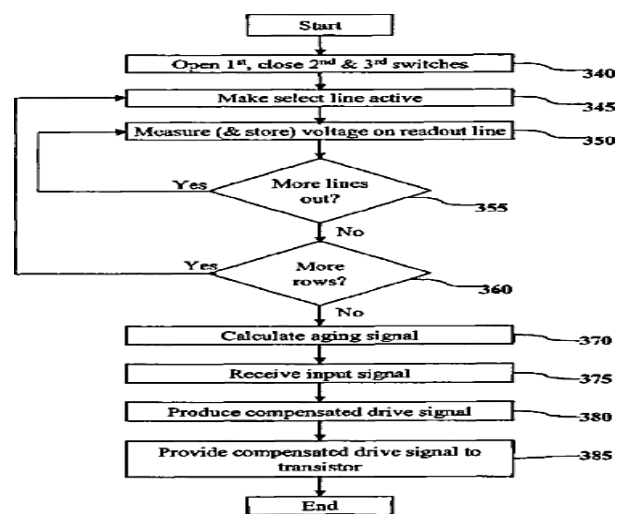 Start
Open 1st, close 2nd & 3rd switches
340
Make select line active
345
Measure (& store) voltage on readout line
350
Yes
More lines
out?
355
No
Yes
More
rows?
360
No
Calculate aging signal
370
Receive input signal
375
Produce compensated drive signal
380
Provide compensated drive signal to
transistor
385
End